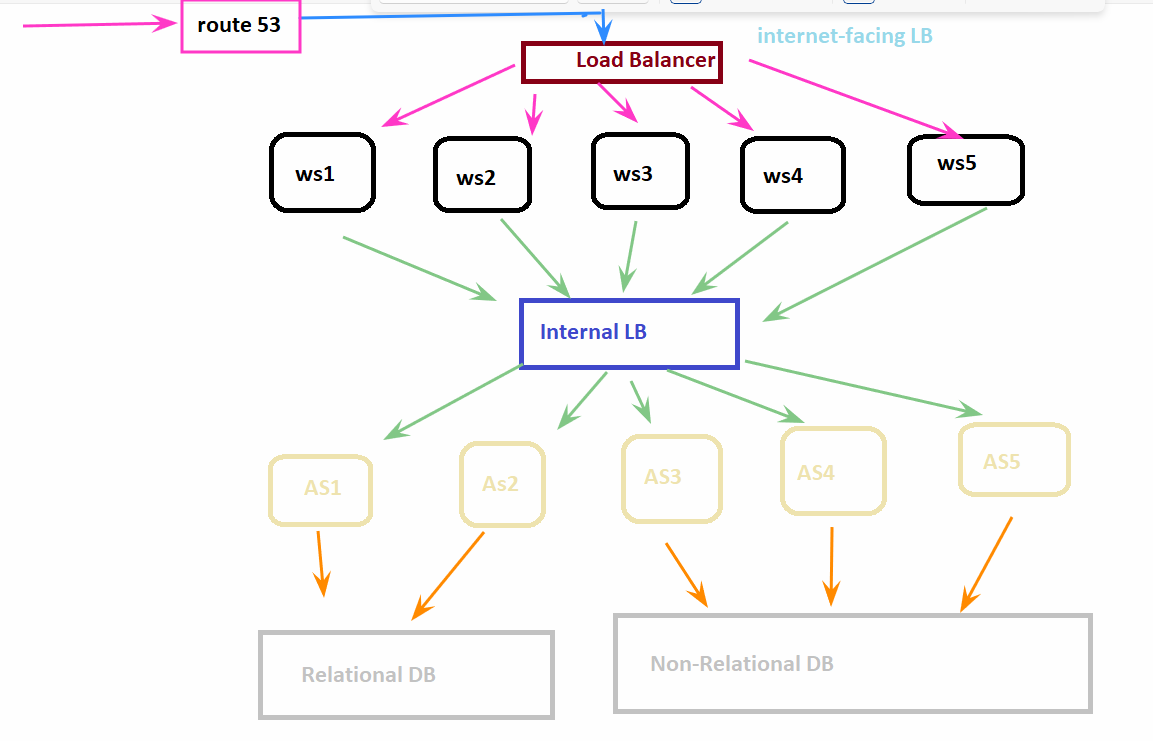 route 53
internet-facing LB
Load Balancer
ws1
ws2
ws3
ws4
ws5
Internal LB
AS1
As2
AS3
AS4
AS5
Relational DB
Non-Relational DB